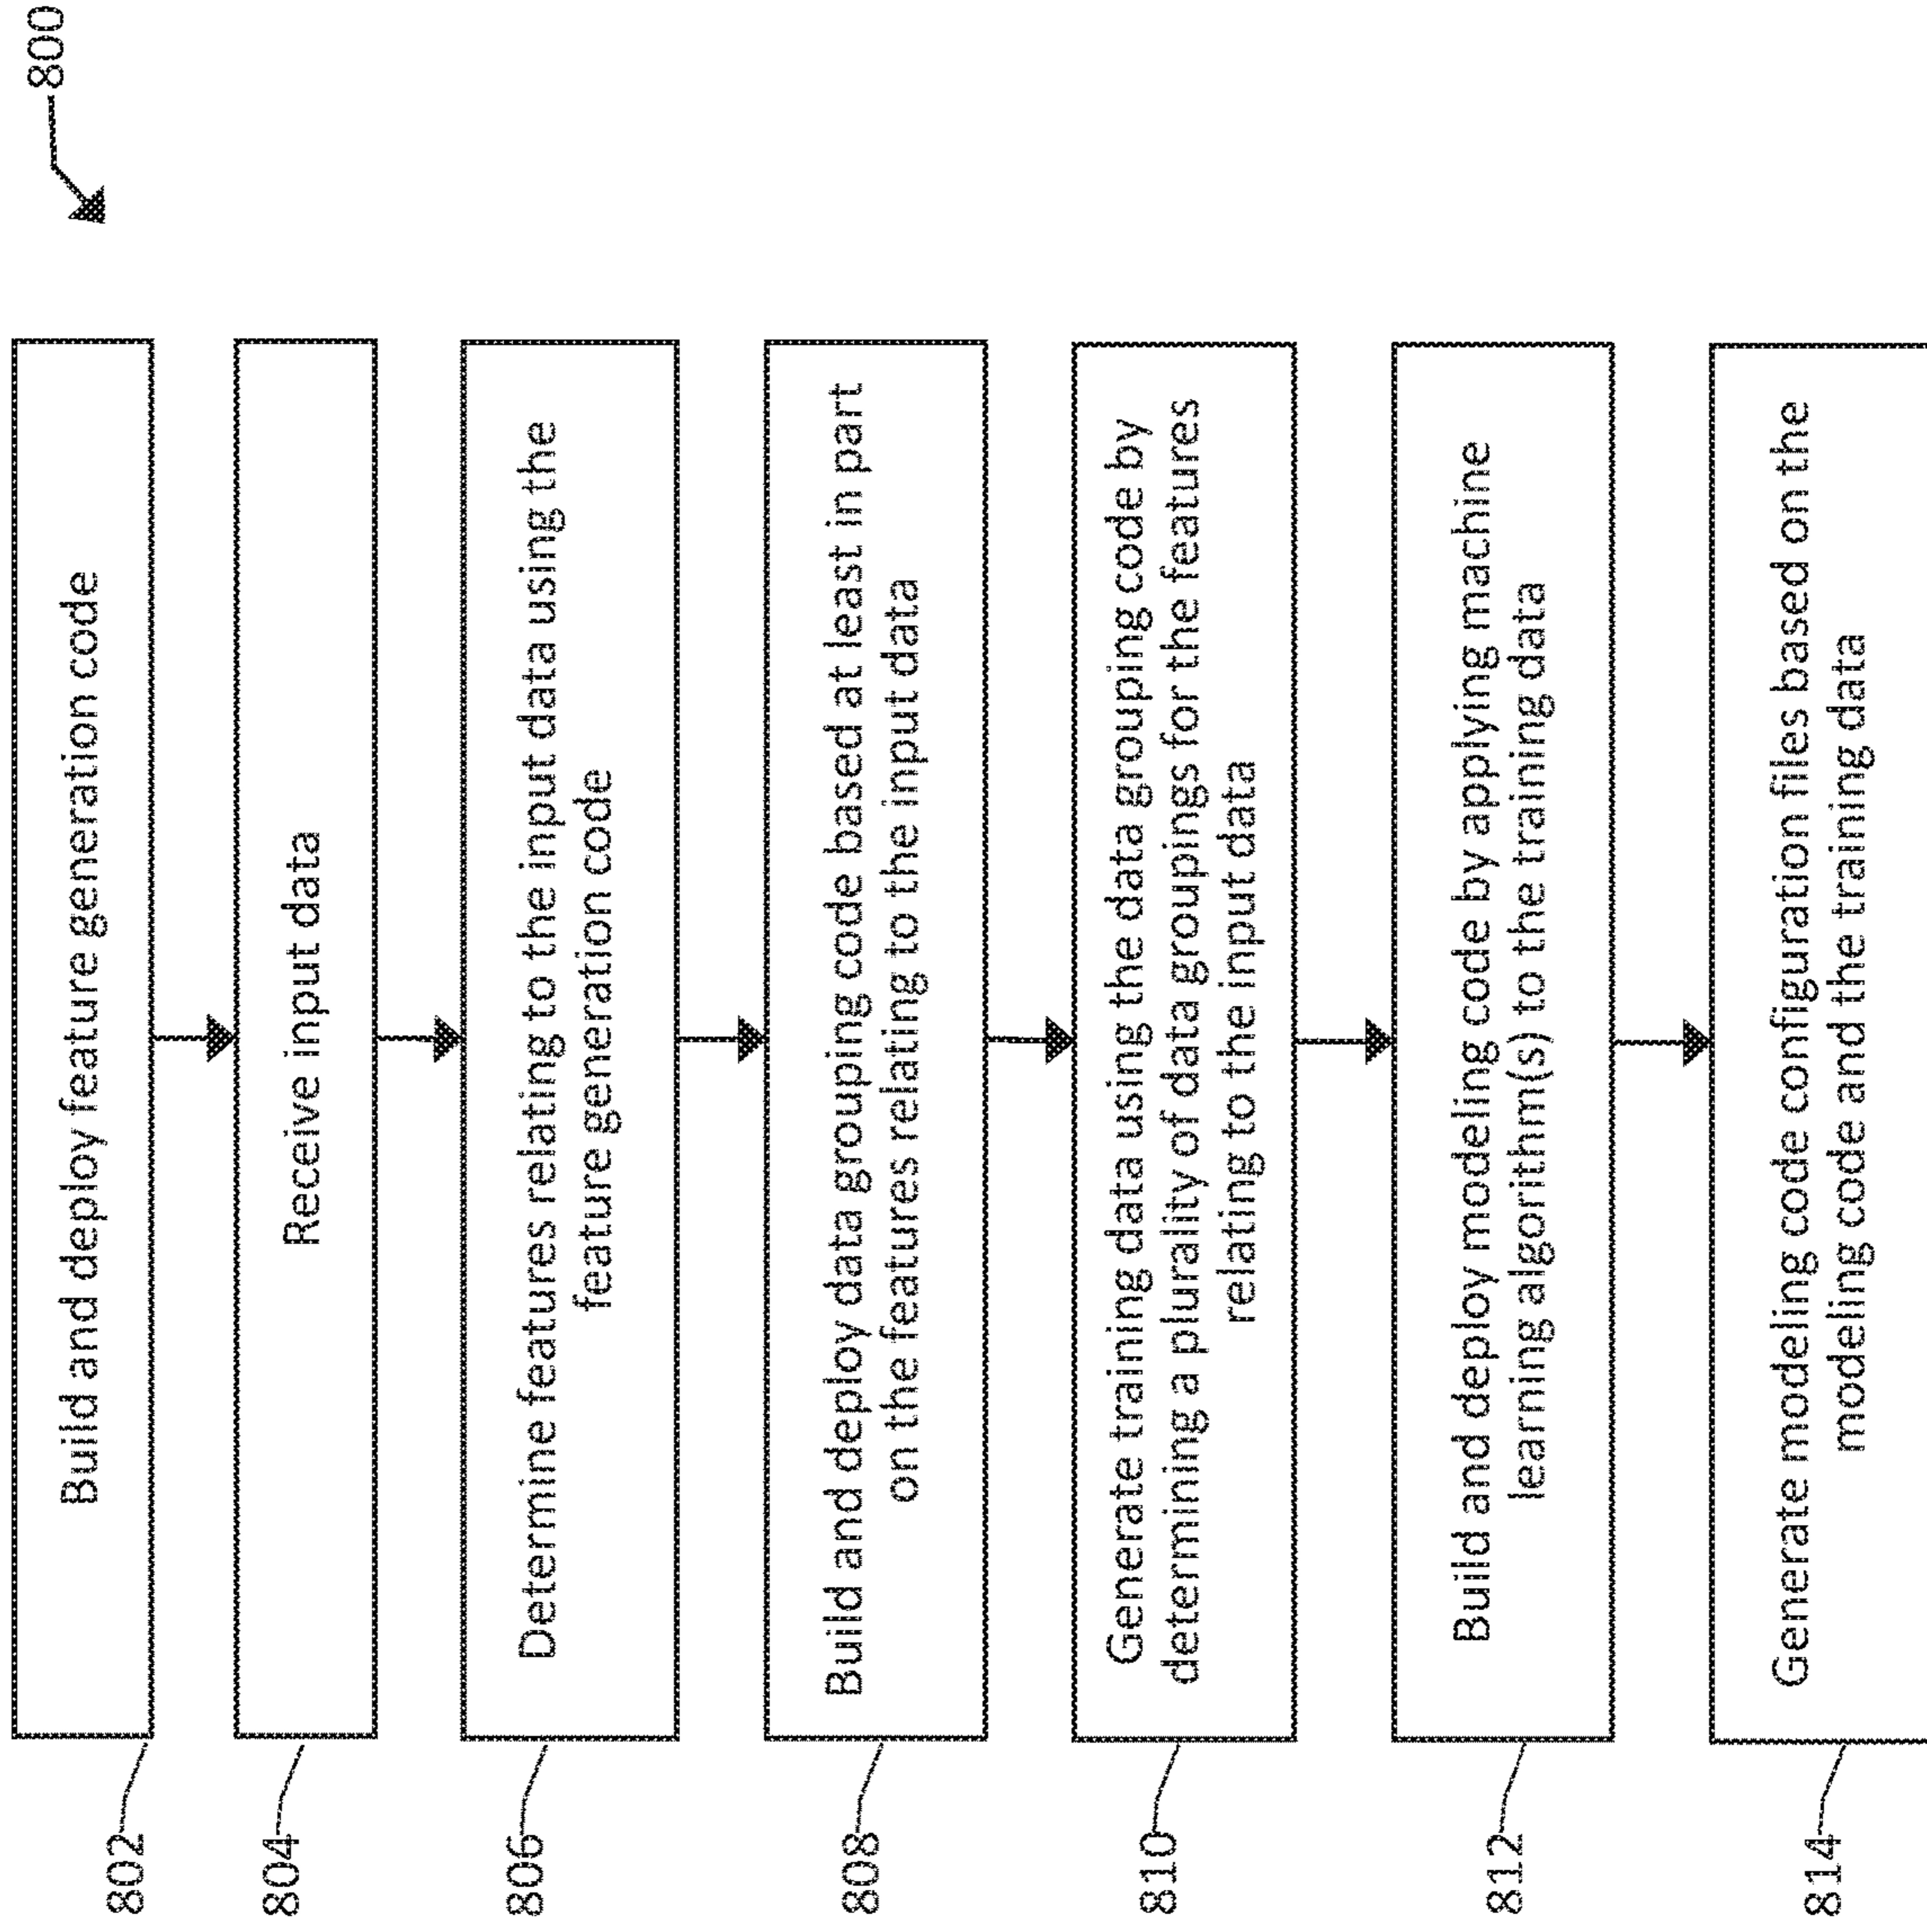 800
802
Build and deploy feature generation code
804
Receive input data
806
Determine features relating to the input data using the
feature generation code
808
Build and deploy data grouping code based at least in part
on the features relating to the input data
810
Generate training data using the data grouping code by
determining a plurality of data groupings for the features
relating to the input data
812
Build and deploy modeling code by applying machine
learning algorithm(s) to the training data
814
Generate modeling code configuration files based on the
modeling code and the training data